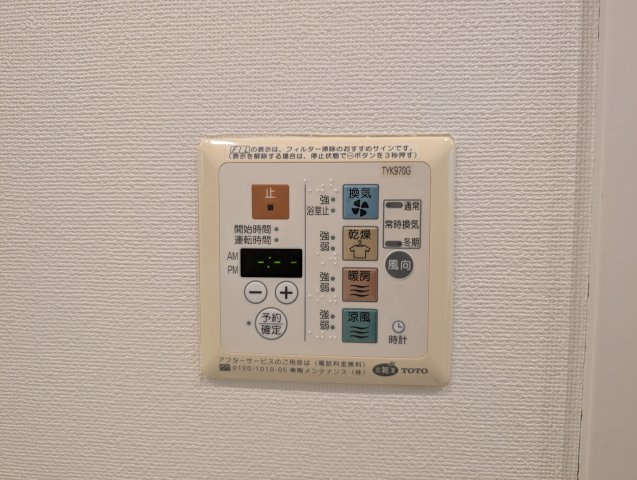 FILの表示は、フィルター掃除のおすすめサインです。
(表示を解除する場合は、停止状態で⊖ボタンを3秒押す)
TYK970G
止
開始時間
運転時間
AM
PM
-:--
− +
予約
確定
強
浴室止
換気
強
弱
乾燥
強
弱
暖房
強
弱
涼風
通常
常時換気
冬期
風向
時計
アフターサービスのご用命は(電話料金無料)
0120-1010-05 東陶メンテナンス(株)
三乾王 TOTO